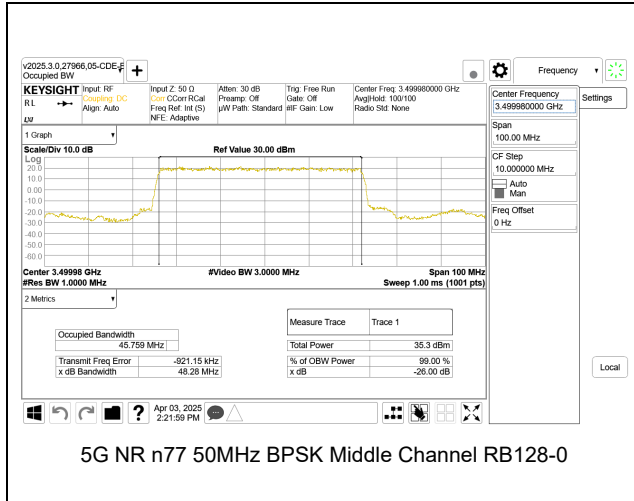 v2025.3.0,27966,05-CDE-E
Occupied BW
KEYSIGHT
RL
Input: RF
Coupling: DC
Align: Auto
Input Z: 50 Ω
Corr CCorr RCal
Freq Ref: Int (S)
NFE: Adaptive
Atten: 30 dB
Preamp: Off
µW Path: Standard
Trig: Free Run
Gate: Off
#IF Gain: Low
Center Freq: 3.499980000 GHz
Avg|Hold: 100/100
Radio Std: None
1 Graph
Scale/Div 10.0 dB
Ref Value 30.00 dBm
Log
20.0
10.0
0.00
-10.0
-20.0
-30.0
-40.0
-50.0
-60.0
Center 3.49998 GHz
#Video BW 3.0000 MHz
Span 100 MHz
#Res BW 1.0000 MHz
Sweep 1.00 ms (1001 pts)
2 Metrics
Occupied Bandwidth
45.759 MHz
Transmit Freq Error -921.15 kHz
x dB Bandwidth 48.28 MHz
Measure Trace Trace 1
Total Power 35.3 dBm
% of OBW Power 99.00 %
x dB -26.00 dB
Frequency
Settings
Center Frequency
3.499980000 GHz
Span
100.00 MHz
CF Step
10.000000 MHz
Auto
Man
Freq Offset
0 Hz
Local
Apr 03, 2025
2:21:59 PM
5G NR n77 50MHz BPSK Middle Channel RB128-0